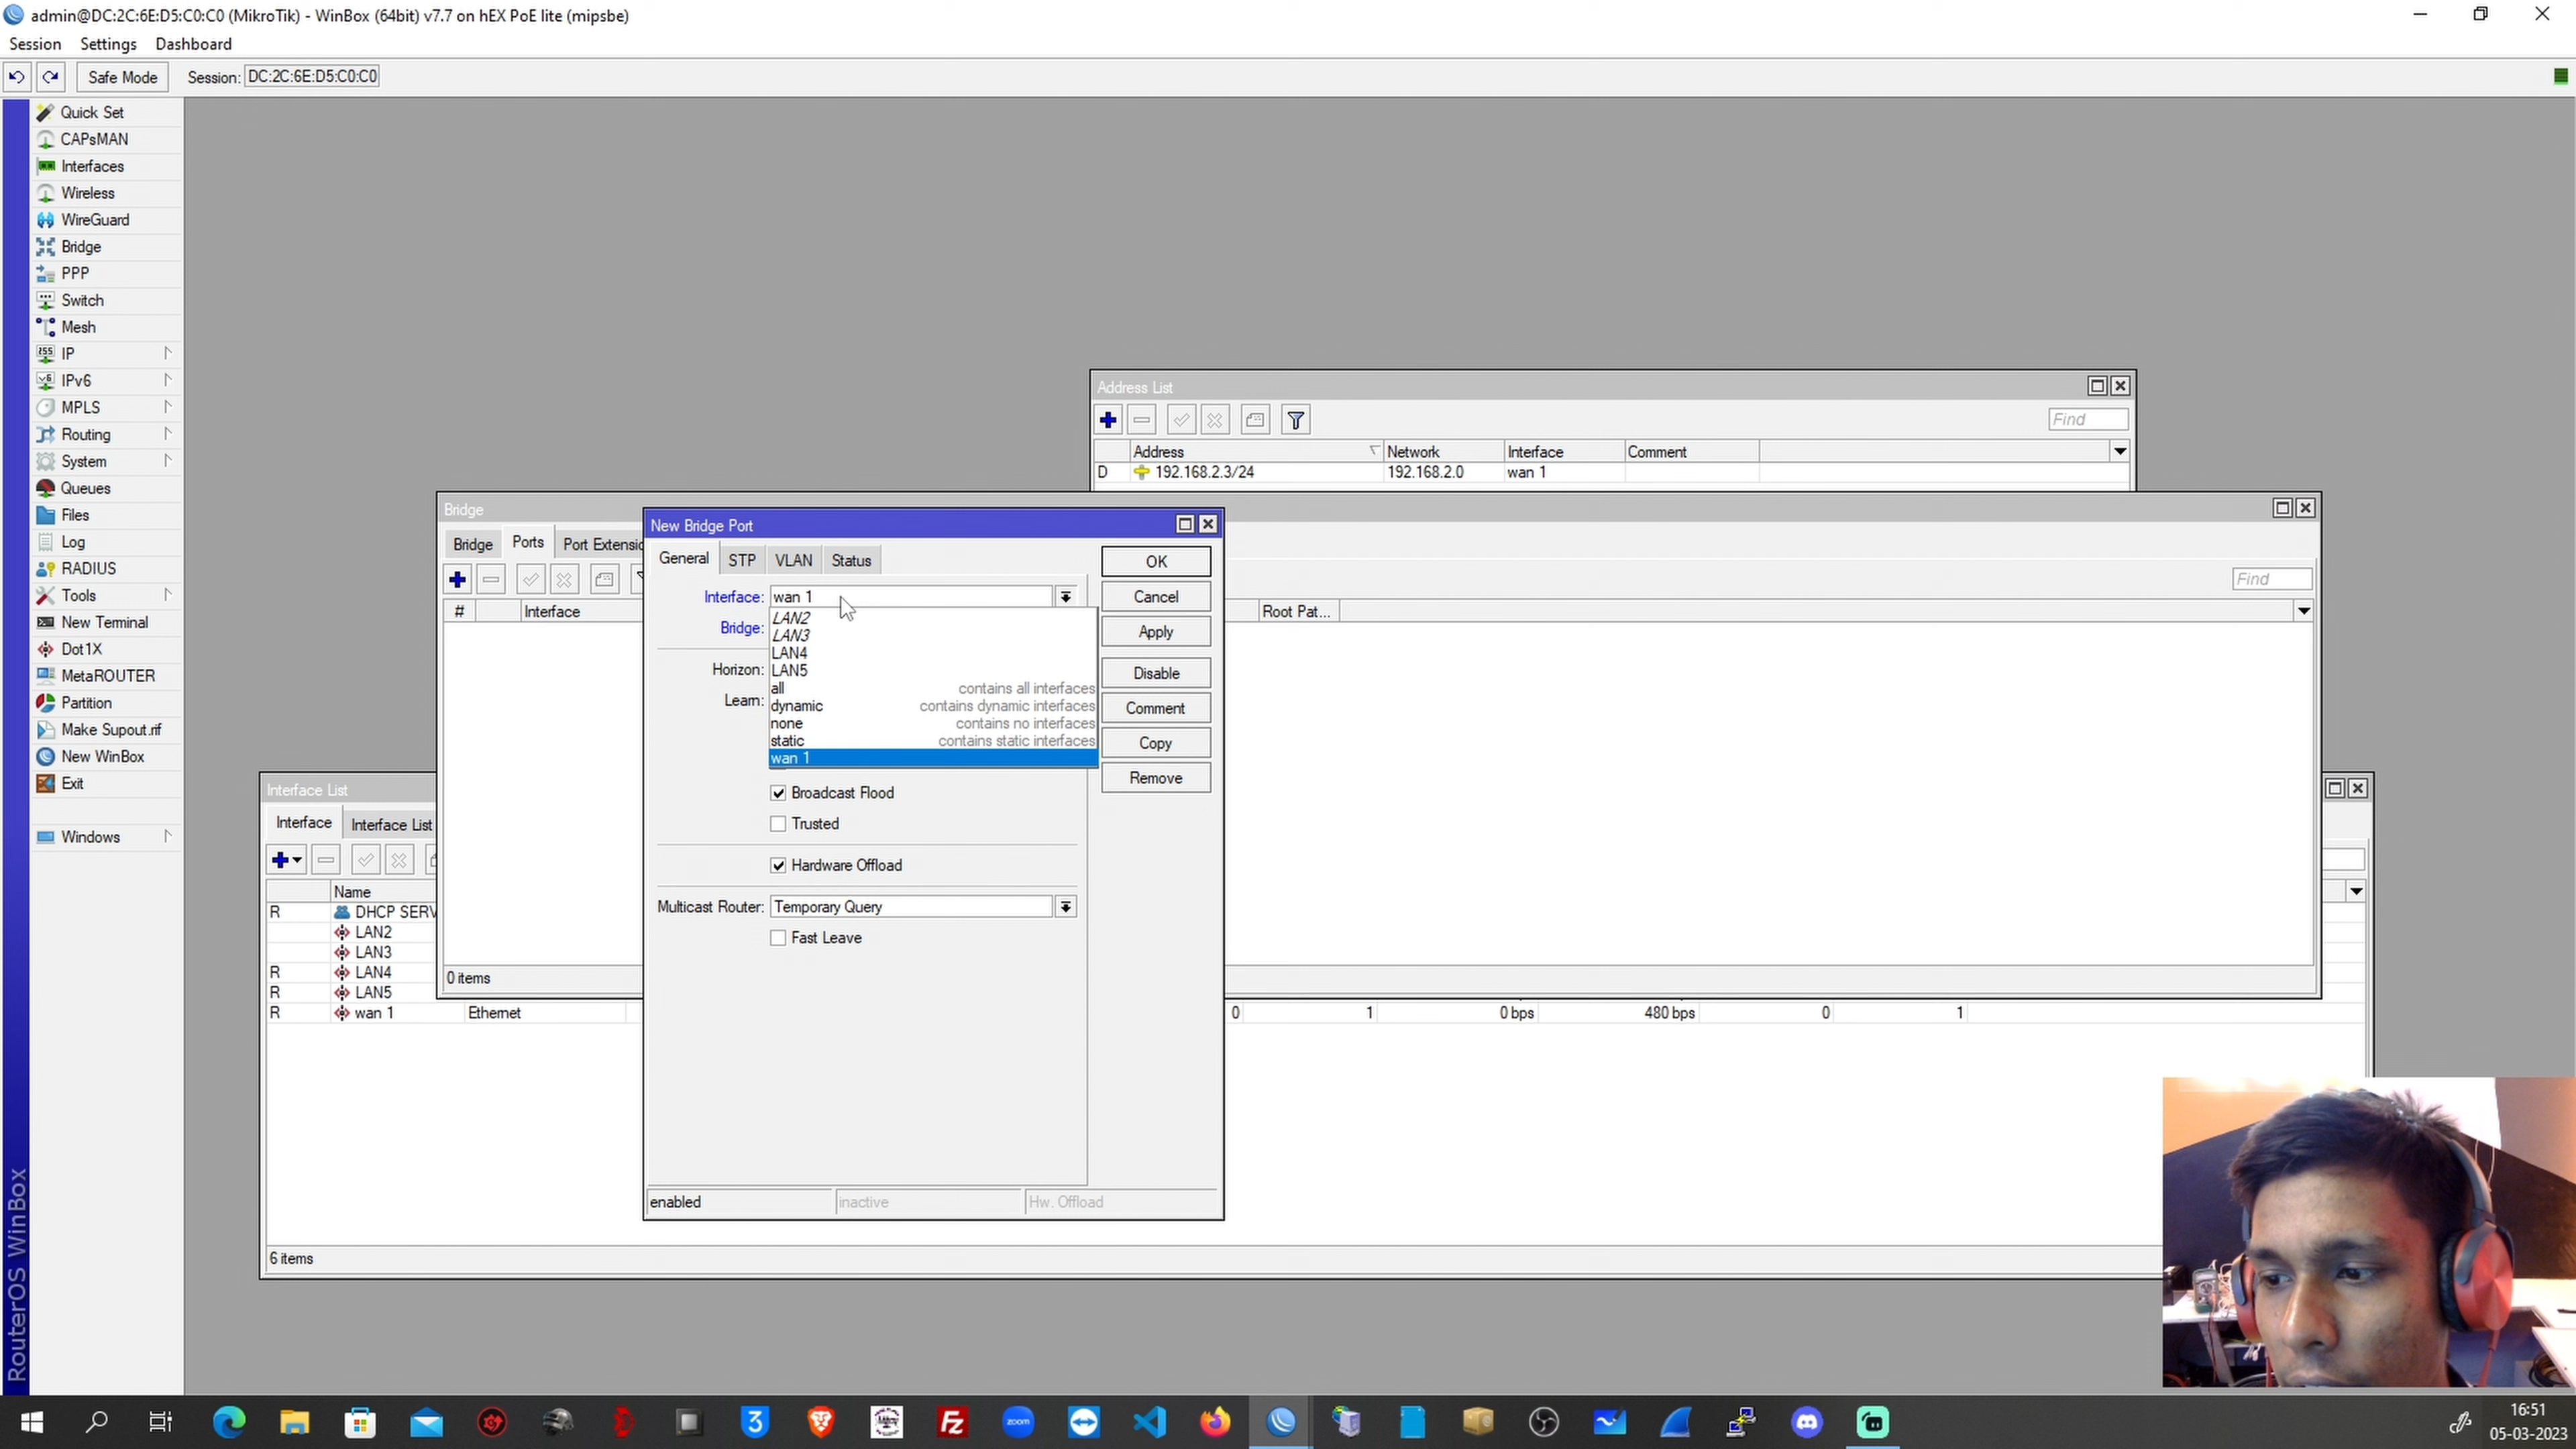 admin@DC:2C:6E:D5:C0:C0 (MikroTik) - WinBox (64bit) v7.7 on hEX PoE lite (mipsbe)
Session Settings Dashboard
Safe Mode Session: DC:2C:6E:D5:C0:C0
Quick Set
CAPsMAN
Interfaces
Wireless
WireGuard
Bridge
PPP
Switch
Mesh
IP
IPv6
MPLS
Routing
System
Queues
Files
Log
RADIUS
Tools
New Terminal
Dot1X
MetaROUTER
Partition
Make Supout.rif
New WinBox
Exit
Windows
RouterOS WinBox
Address List
Find
Address Network Interface Comment
D 192.168.2.3/24 192.168.2.0 wan 1
Bridge
Bridge Ports Port Extensio
Find
# Interface Root Pat...
0 items
New Bridge Port
General STP VLAN Status
Interface: wan 1
LAN2
LAN3
LAN4
LAN5
all contains all interfaces
dynamic contains dynamic interfaces
none contains no interfaces
static contains static interfaces
wan 1
Bridge:
Horizon:
Learn:
Broadcast Flood
Trusted
Hardware Offload
Multicast Router: Temporary Query
Fast Leave
enabled inactive Hw. Offload
OK
Cancel
Apply
Disable
Comment
Copy
Remove
Interface List
Interface Interface List
Name
R DHCP SERV
LAN2
LAN3
R LAN4
R LAN5
R wan 1 Ethernet 0 1 0 bps 480 bps 0 1
6 items
3
Fz
zoom
16:51
05-03-2023